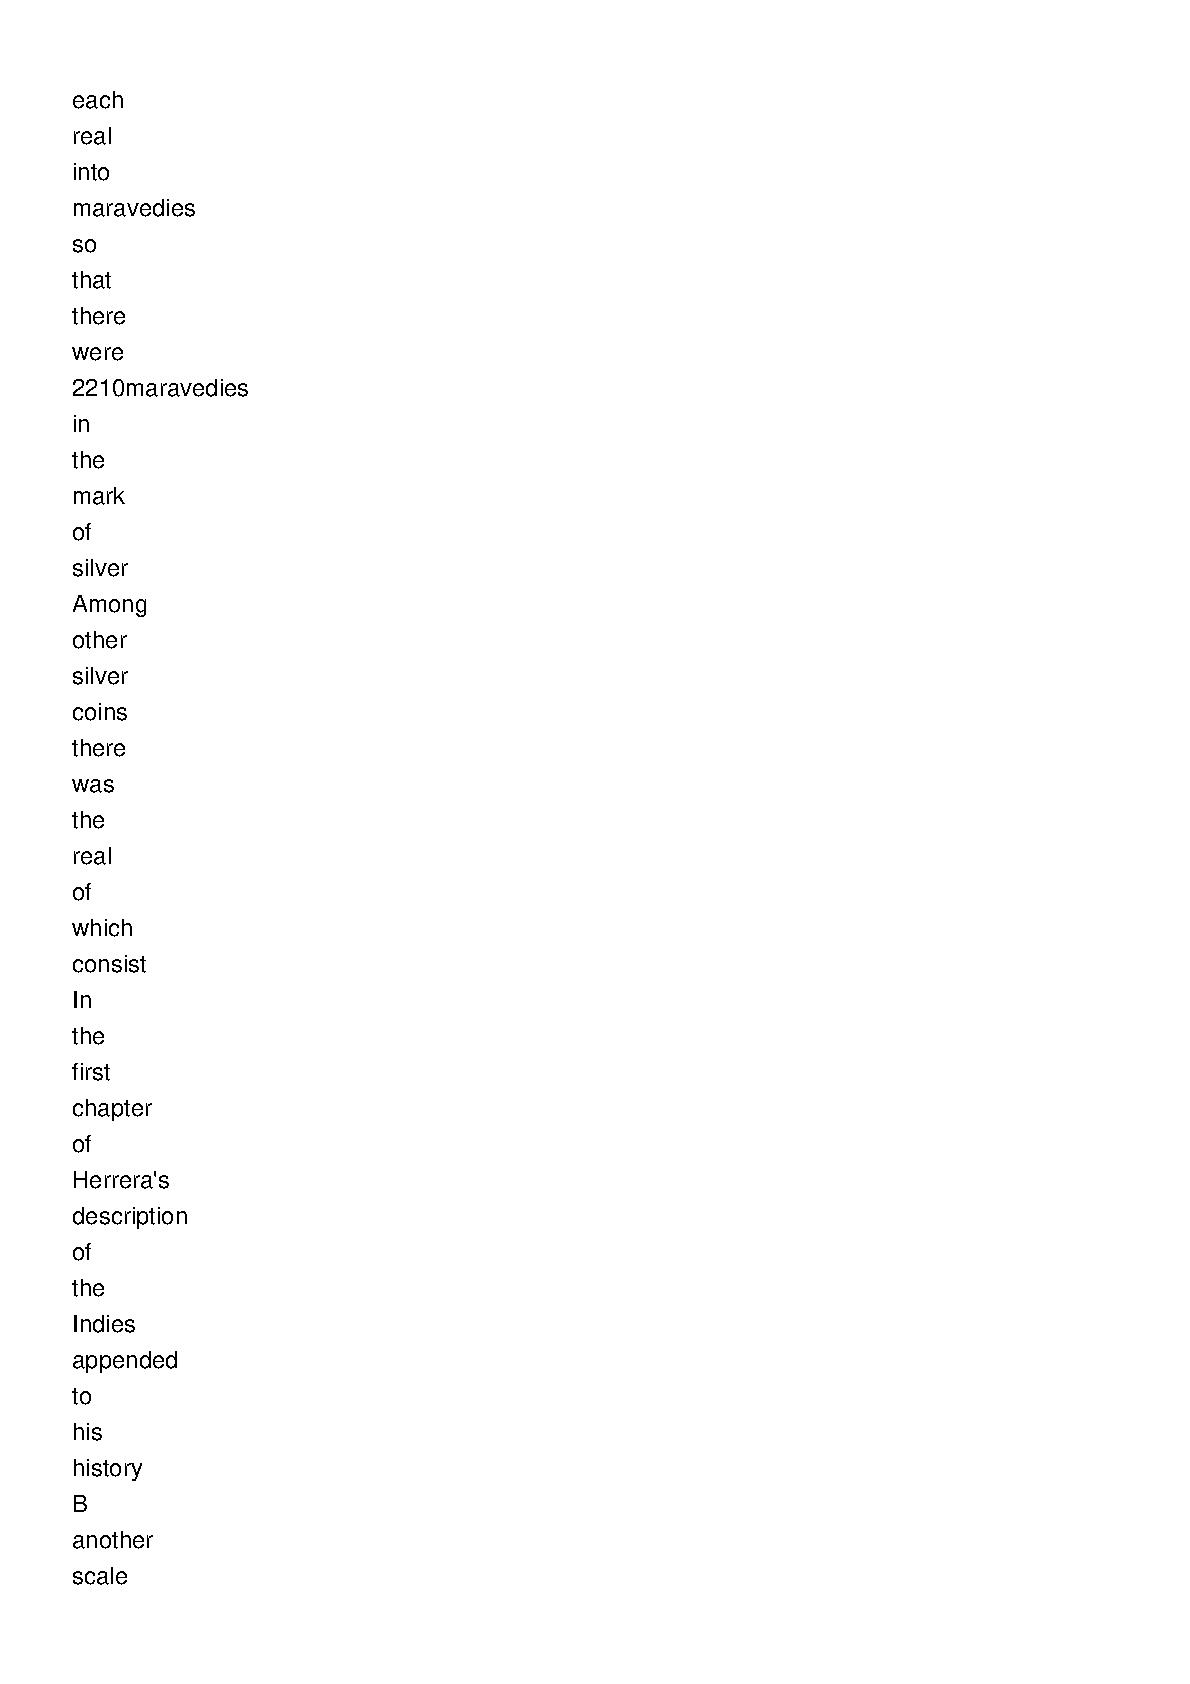 each
real
into
maravedies
so
that
there
were
2210maravedies
in
the
mark
of
silver
Among
other
silver
coins
there
was
the
real
of
which
consist
In
the
first
chapter
of
Herrera's
description
of
the
Indies
appended
to
his
history
B
another
scale